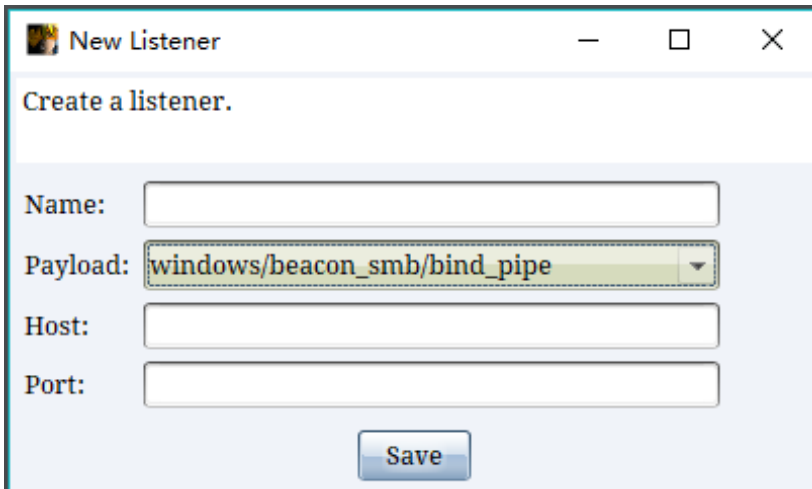 New Listener
Create a listener.
Name:
Payload: windows/beacon_smb/bind_pipe
Host:
Port:
Save